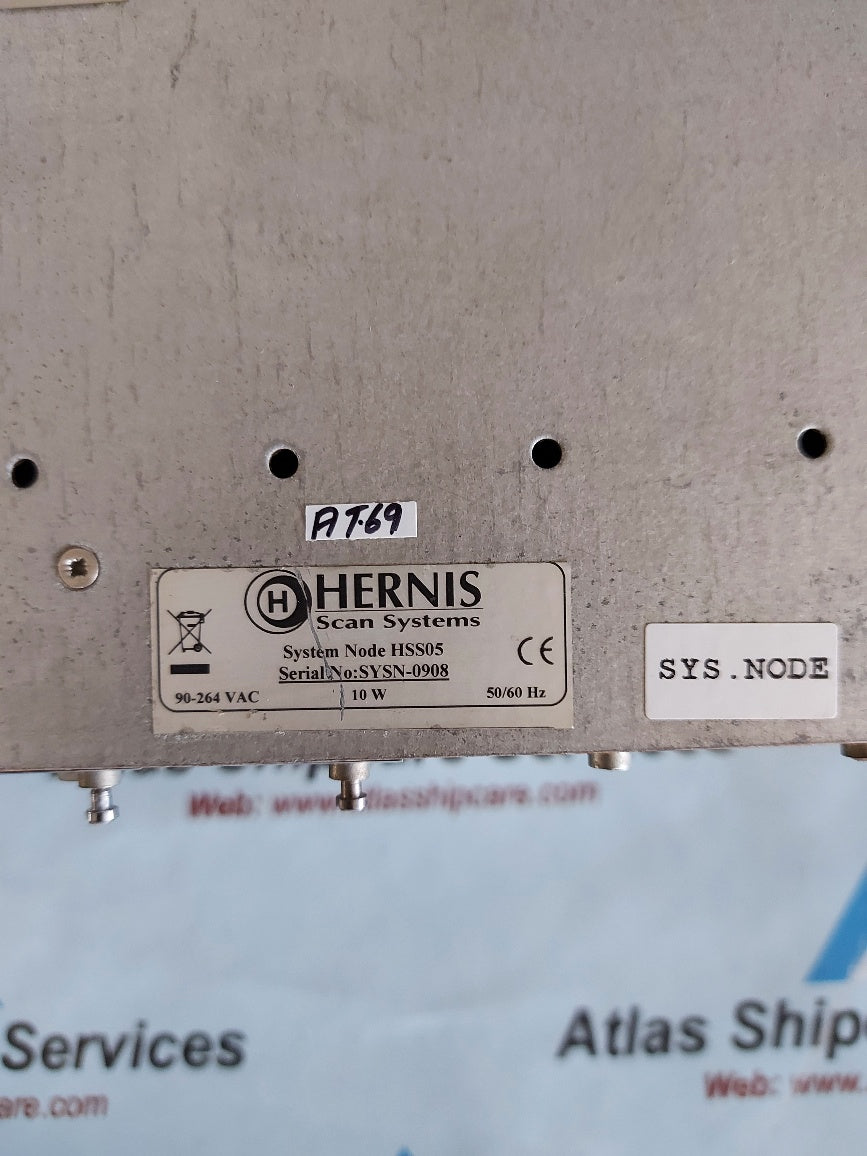 AT-69
H HERNIS
Scan Systems
System Node HSS05
Serial No:SYSN-0908
90-264 VAC 10 W 50/60 Hz
CE
SYS.NODE
Web: www.atlasshipcare.com
Services
are.com
Atlas Shipc
Web: www.